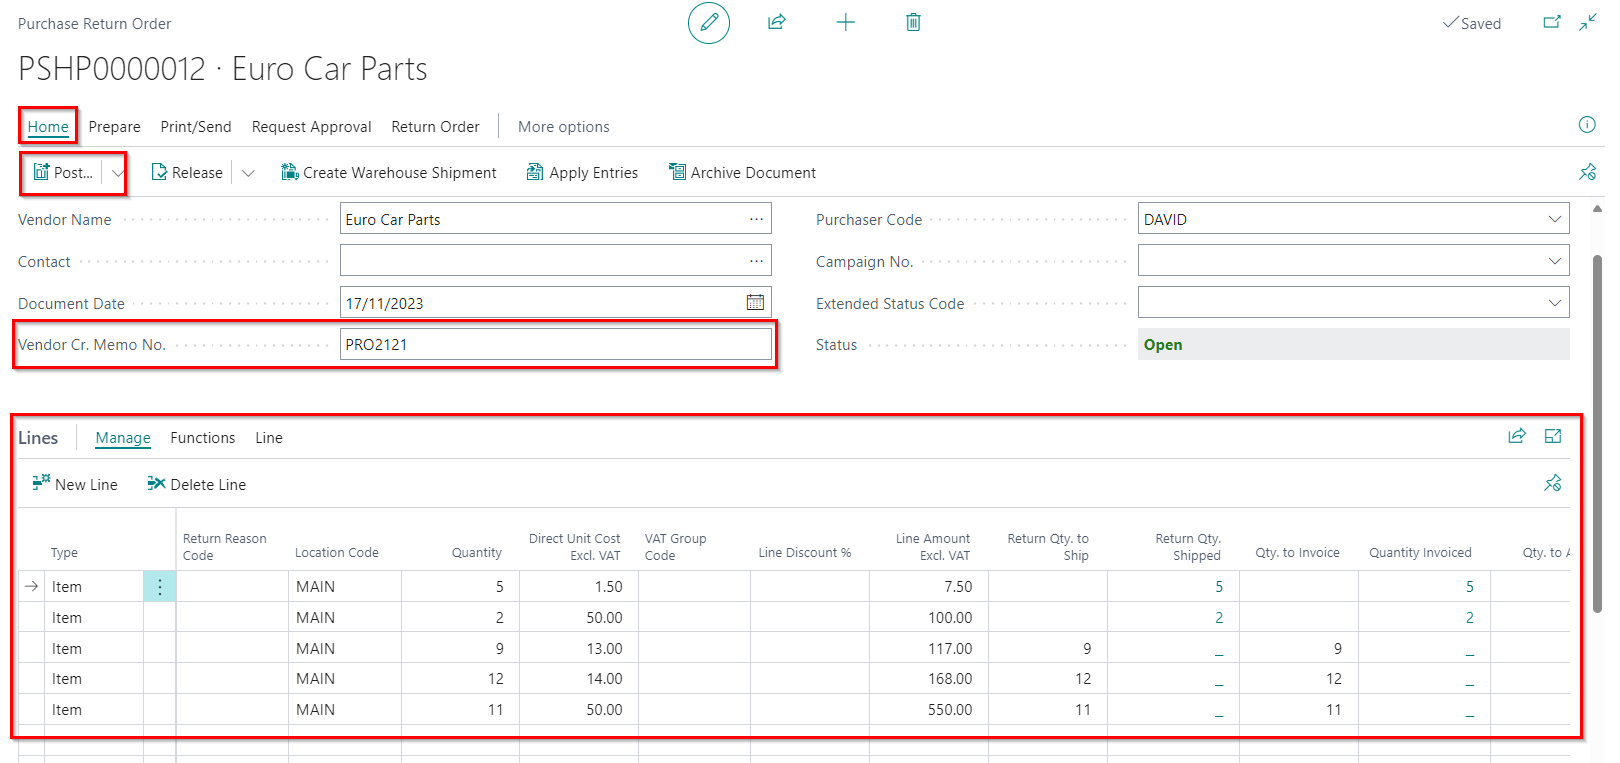 Purchase Return Order
Saved
PSHP0000012 · Euro Car Parts
Home Prepare Print/Send Request Approval Return Order More options
Post... Release Create Warehouse Shipment Apply Entries Archive Document
Vendor Name Euro Car Parts ... Purchaser Code DAVID
Contact ... Campaign No.
Document Date 17/11/2023 Extended Status Code
Vendor Cr. Memo No. PRO2121 Status Open
Lines Manage Functions Line
New Line Delete Line
Type Return Reason Code Location Code Quantity Direct Unit Cost Excl. VAT VAT Group Code Line Discount % Line Amount Excl. VAT Return Qty. to Ship Return Qty. Shipped Qty. to Invoice Quantity Invoiced Qty. to A
Item MAIN 5 1.50 7.50 5 5
Item MAIN 2 50.00 100.00 2 2
Item MAIN 9 13.00 117.00 9 _ 9 _
Item MAIN 12 14.00 168.00 12 _ 12 _
Item MAIN 11 50.00 550.00 11 _ 11 _